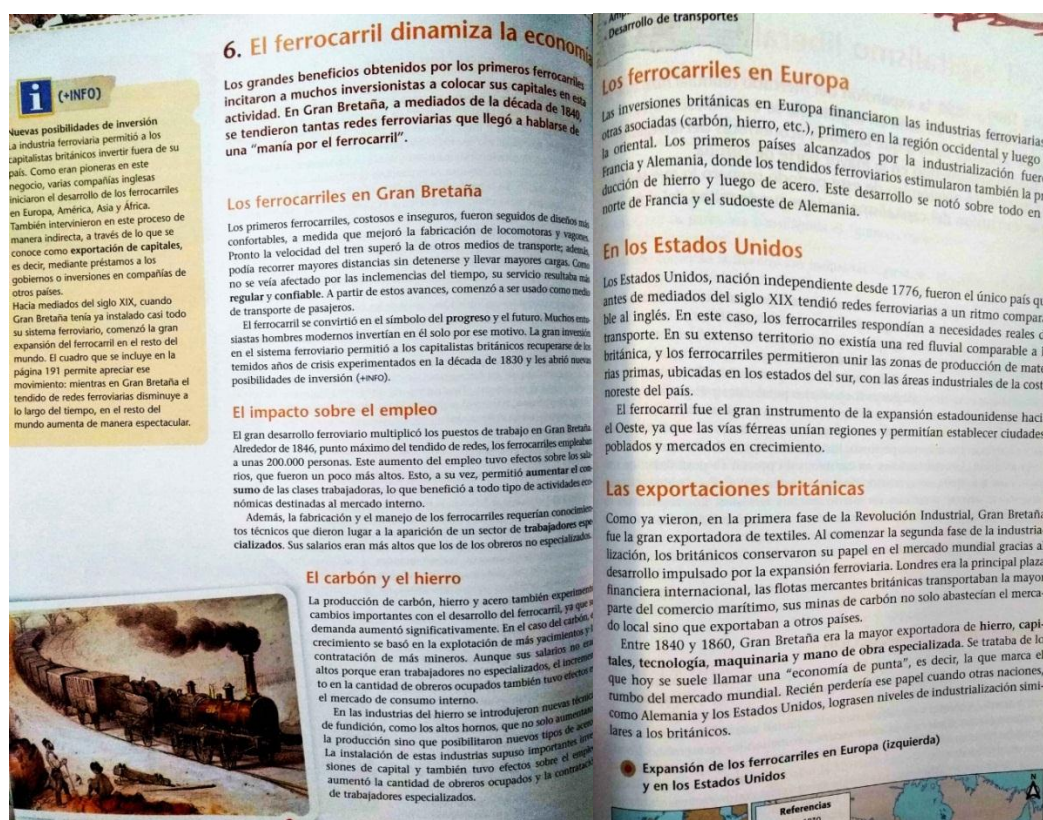 6. El ferrocarril dinamiza la economía
Los grandes beneficios obtenidos por los primeros ferrocarriles
incitaron a muchos inversionistas a colocar sus capitales en esta
actividad. En Gran Bretaña, a mediados de la década de 1840,
se tendieron tantas redes ferroviarias que llegó a hablarse de
una "manía por el ferrocarril".
i (+INFO)
Nuevas posibilidades de inversión
La industria ferroviaria permitió a los
capitalistas británicos invertir fuera de su
país. Como eran pioneras en este
negocio, varias compañías inglesas
iniciaron el desarrollo de los ferrocarriles
en Europa, América, Asia y África.
También intervinieron en este proceso de
manera indirecta, a través de lo que se
conoce como exportación de capitales,
es decir, mediante préstamos a los
gobiernos o inversiones en compañías de
otros países.
Hacia mediados del siglo XIX, cuando
Gran Bretaña tenía ya instalado casi todo
su sistema ferroviario, comenzó la gran
expansión del ferrocarril en el resto del
mundo. El cuadro que se incluye en la
página 191 permite apreciar ese
movimiento: mientras en Gran Bretaña el
tendido de redes ferroviarias disminuye a
lo largo del tiempo, en el resto del
mundo aumenta de manera espectacular.
Los ferrocarriles en Gran Bretaña
Los primeros ferrocarriles, costosos e inseguros, fueron seguidos de diseños más
confortables, a medida que mejoró la fabricación de locomotoras y vagones.
Pronto la velocidad del tren superó la de otros medios de transporte; además,
podía recorrer mayores distancias sin detenerse y llevar mayores cargas. Como
no se veía afectado por las inclemencias del tiempo, su servicio resultaba más
regular y confiable. A partir de estos avances, comenzó a ser usado como medio
de transporte de pasajeros.
El ferrocarril se convirtió en el símbolo del progreso y el futuro. Muchos entu-
siastas hombres modernos invertían en él solo por ese motivo. La gran inversión
en el sistema ferroviario permitió a los capitalistas británicos recuperarse de los
temidos años de crisis experimentados en la década de 1830 y les abrió nuevas
posibilidades de inversión (+INFO).
El impacto sobre el empleo
El gran desarrollo ferroviario multiplicó los puestos de trabajo en Gran Bretaña.
Alrededor de 1846, punto máximo del tendido de redes, los ferrocarriles empleaban
a unas 200.000 personas. Este aumento del empleo tuvo efectos sobre los sala-
rios, que fueron un poco más altos. Esto, a su vez, permitió aumentar el con-
sumo de las clases trabajadoras, lo que benefició a todo tipo de actividades eco-
nómicas destinadas al mercado interno.
Además, la fabricación y el manejo de los ferrocarriles requerían conocimien-
tos técnicos que dieron lugar a la aparición de un sector de trabajadores espe-
cializados. Sus salarios eran más altos que los de los obreros no especializados.
El carbón y el hierro
La producción de carbón, hierro y acero también experimentó
cambios importantes con el desarrollo del ferrocarril, ya que su
demanda aumentó significativamente. En el caso del carbón, el
crecimiento se basó en la explotación de más yacimientos y la
contratación de más mineros. Aunque sus salarios no eran
altos porque eran trabajadores no especializados, el incremen-
to en la cantidad de obreros ocupados también tuvo efectos en
el mercado de consumo interno.
En las industrias del hierro se introdujeron nuevas técnicas
de fundición, como los altos hornos, que no solo aumentaron
la producción sino que posibilitaron nuevos tipos de acero.
La instalación de estas industrias supuso importantes inver-
siones de capital y también tuvo efectos sobre el empleo:
aumentó la cantidad de obreros ocupados y la contratación
de trabajadores especializados.
Desarrollo de transportes
Los ferrocarriles en Europa
Las inversiones británicas en Europa financiaron las industrias ferroviarias
otras asociadas (carbón, hierro, etc.), primero en la región occidental y luego
la oriental. Los primeros países alcanzados por la industrialización fueron
Francia y Alemania, donde los tendidos ferroviarios estimularon también la pro
ducción de hierro y luego de acero. Este desarrollo se notó sobre todo en
norte de Francia y el sudoeste de Alemania.
En los Estados Unidos
Los Estados Unidos, nación independiente desde 1776, fueron el único país que
antes de mediados del siglo XIX tendió redes ferroviarias a un ritmo compara
ble al inglés. En este caso, los ferrocarriles respondían a necesidades reales de
transporte. En su extenso territorio no existía una red fluvial comparable a la
británica, y los ferrocarriles permitieron unir las zonas de producción de mate
rias primas, ubicadas en los estados del sur, con las áreas industriales de la costa
noreste del país.
El ferrocarril fue el gran instrumento de la expansión estadounidense hacia
el Oeste, ya que las vías férreas unían regiones y permitían establecer ciudades
poblados y mercados en crecimiento.
Las exportaciones británicas
Como ya vieron, en la primera fase de la Revolución Industrial, Gran Bretaña
fue la gran exportadora de textiles. Al comenzar la segunda fase de la industria-
lización, los británicos conservaron su papel en el mercado mundial gracias al
desarrollo impulsado por la expansión ferroviaria. Londres era la principal plaza
financiera internacional, las flotas mercantes británicas transportaban la mayor
parte del comercio marítimo, sus minas de carbón no solo abastecían el merca-
do local sino que exportaban a otros países.
Entre 1840 y 1860, Gran Bretaña era la mayor exportadora de hierro, capi-
tales, tecnología, maquinaria y mano de obra especializada. Se trataba de lo
que hoy se suele llamar una "economía de punta", es decir, la que marca el
rumbo del mercado mundial. Recién perdería ese papel cuando otras naciones,
como Alemania y los Estados Unidos, lograsen niveles de industrialización simi-
lares a los británicos.
Expansión de los ferrocarriles en Europa (izquierda)
y en los Estados Unidos
Referencias
N